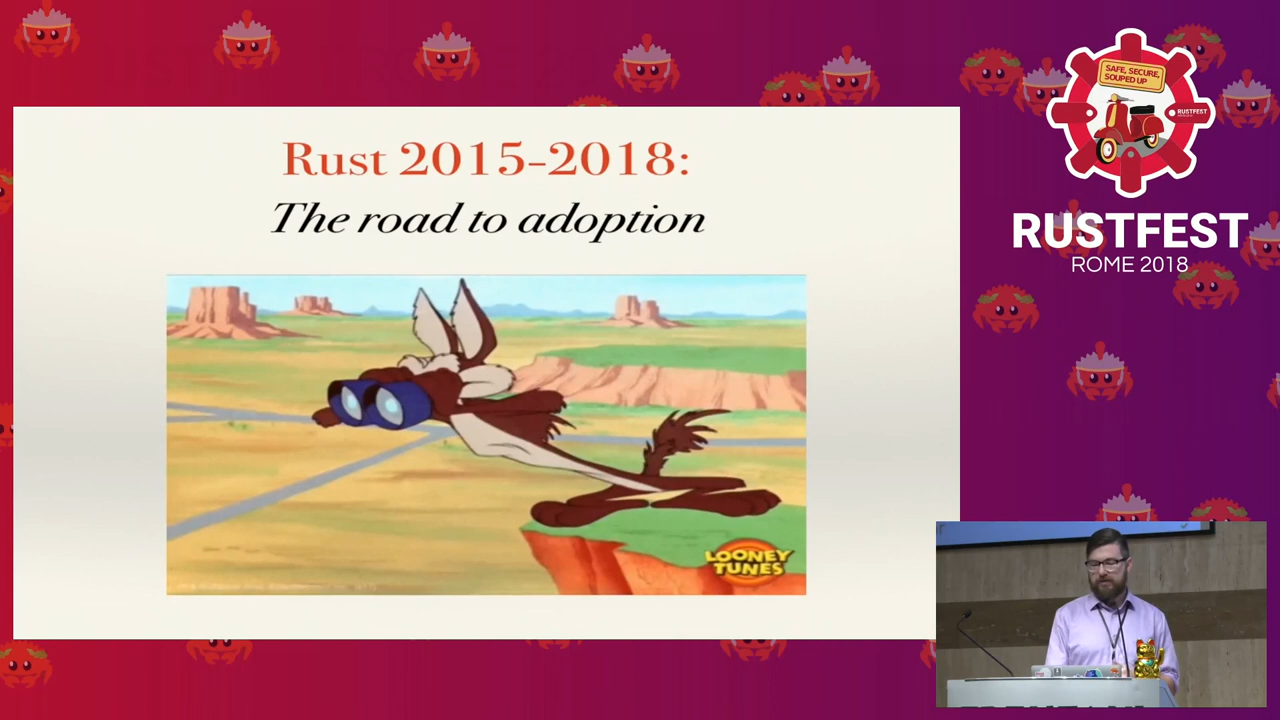 Rust 2015-2018:
The road to adoption
LOONEY
TUNES
SAFE, SECURE,
SOUPED UP
RUSTFEST
RUSTFEST
ROME 2018